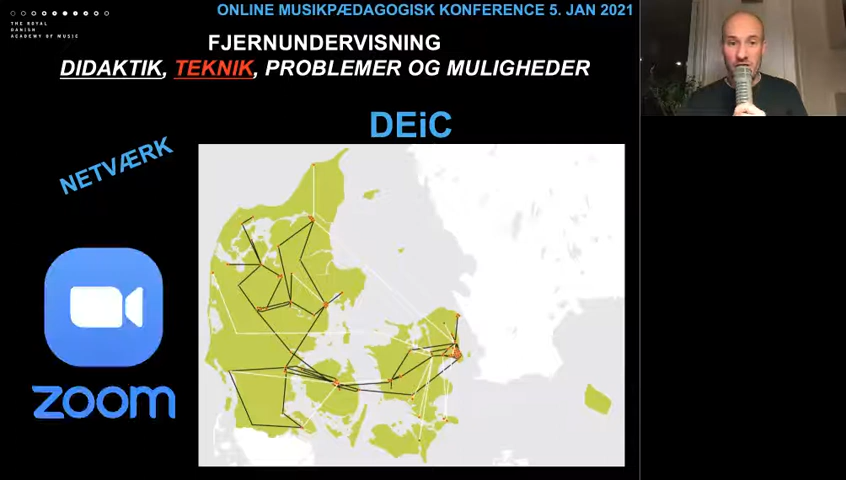 ONLINE MUSIKPÆDAGOGISK KONFERENCE 5. JAN 2021
THE ROYAL
DANISH
ACADEMY OF MUSIC
FJERNUNDERVISNING
DIDAKTIK, TEKNIK, PROBLEMER OG MULIGHEDER
DEiC
NETVÆRK
zoom